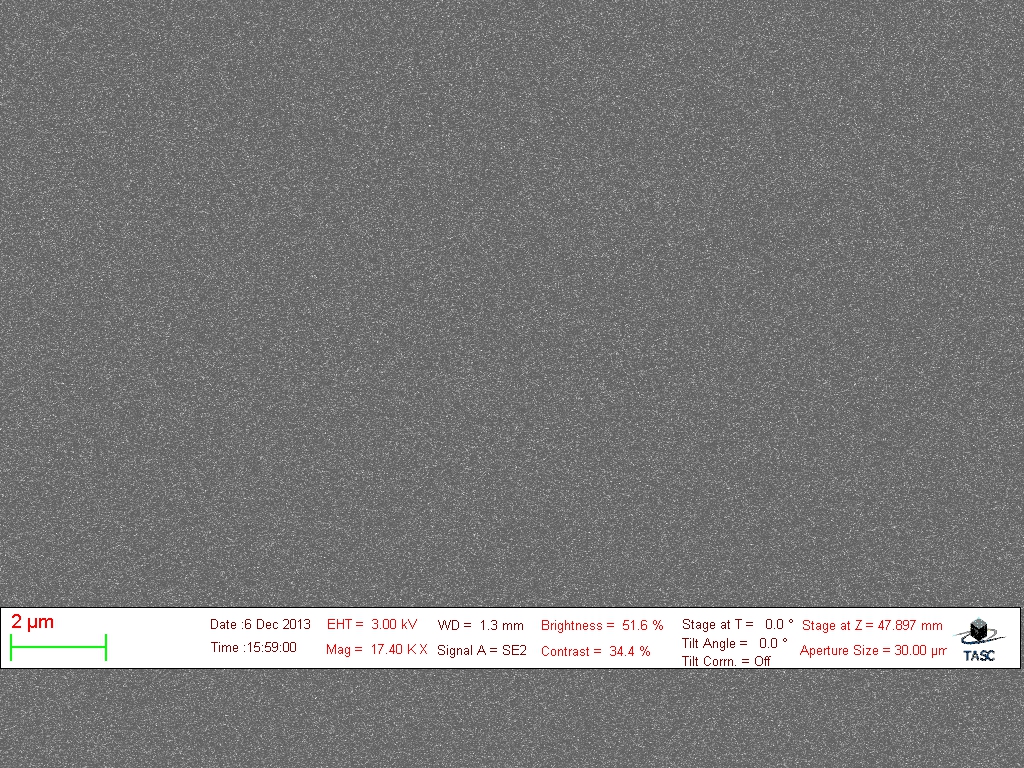 2 µm
Date :6 Dec 2013
Time :15:59:00
EHT = 3.00 kV
Mag = 17.40 K X
WD = 1.3 mm
Signal A = SE2
Brightness = 51.6 %
Contrast = 34.4 %
Stage at T = 0.0 °
Tilt Angle = 0.0 °
Tilt Corrn. = Off
Stage at Z = 47.897 mm
Aperture Size = 30.00 µm
TASC